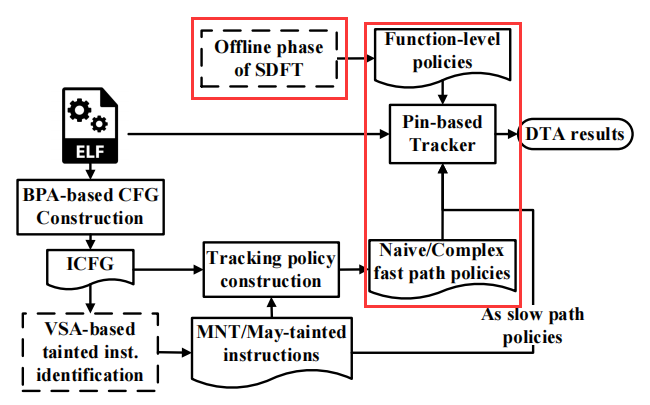 Offline phase
of SDFT
Function-level
policies
ELF
Pin-based
Tracker
DTA results
BPA-based CFG
Construction
ICFG
Tracking policy
construction
Naive/Complex
fast path policies
As slow path
policies
VSA-based
tainted inst.
identification
MNT/May-tainted
instructions